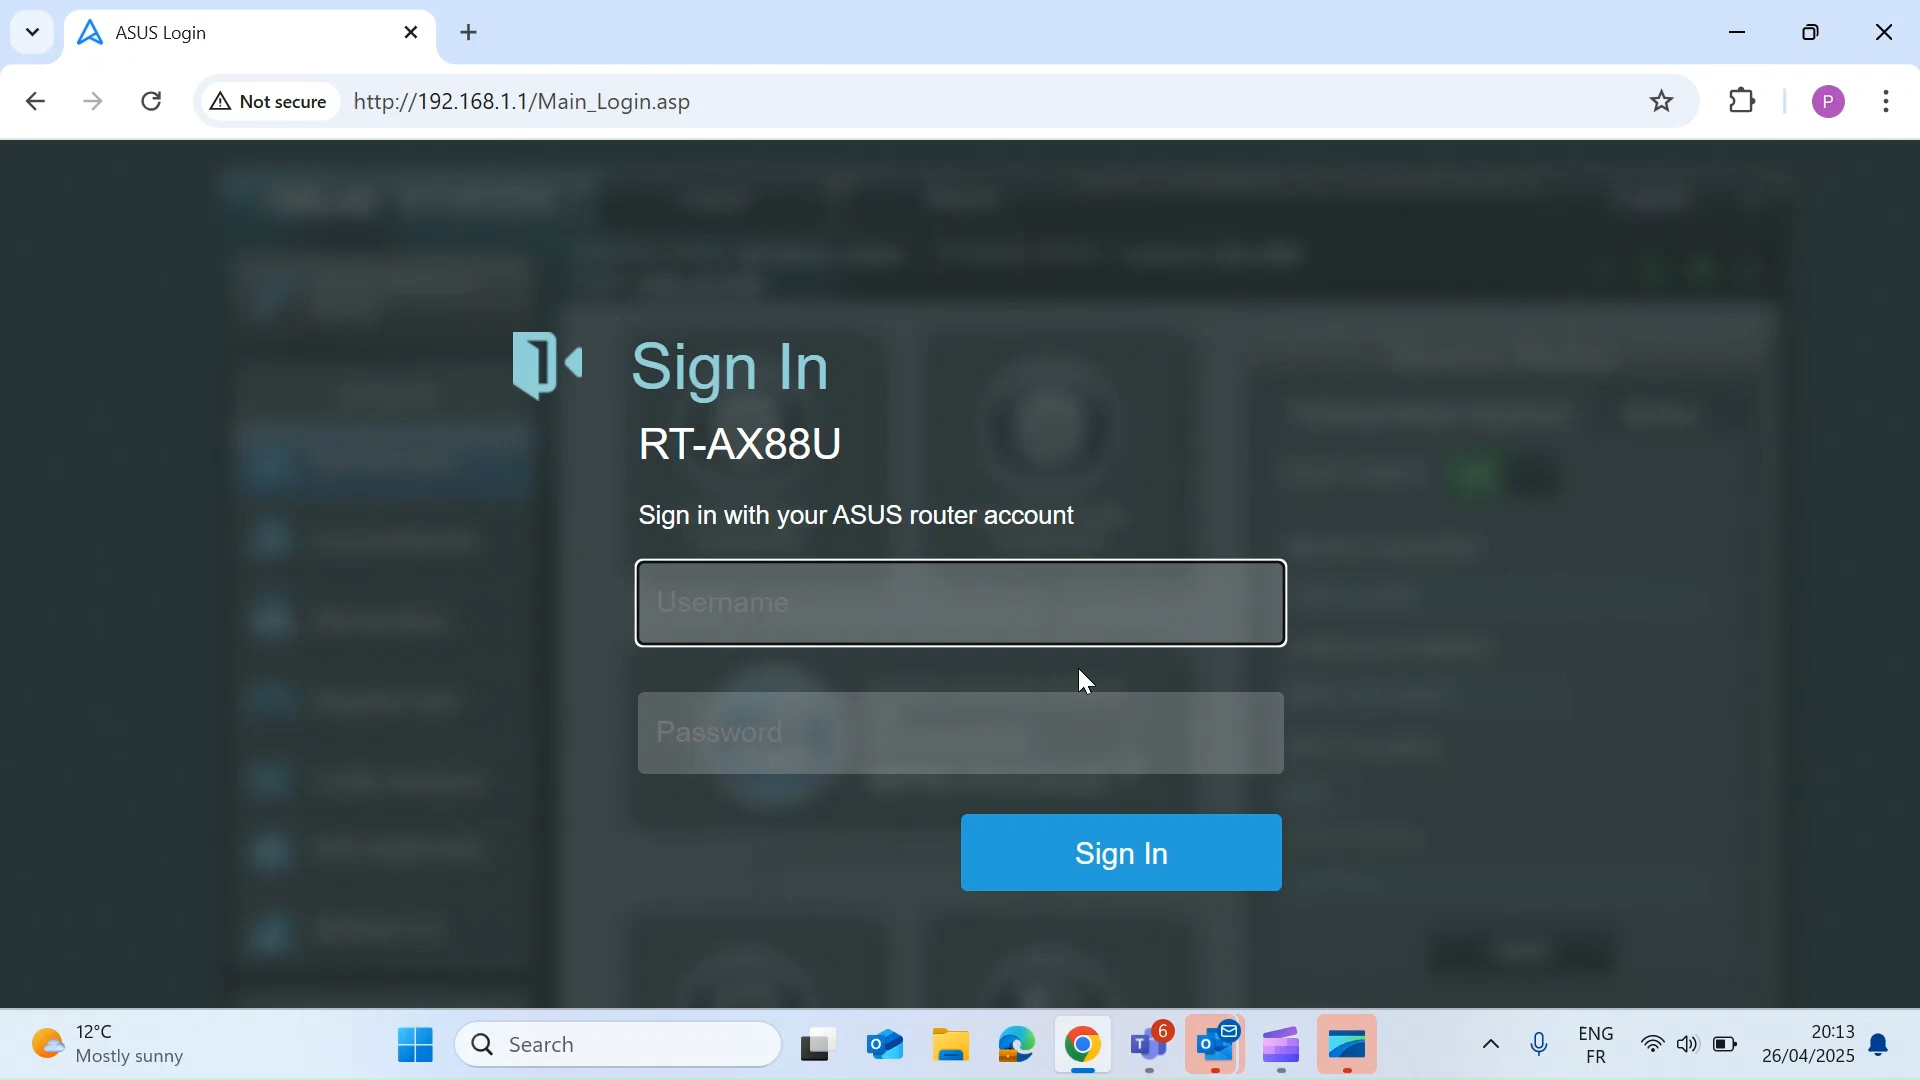 ASUS Login
Not secure
http://192.168.1.1/Main_Login.asp
P
Sign In
RT-AX88U
Sign in with your ASUS router account
Username
Password
Sign In
12°C
Mostly sunny
Search
6
ENG
FR
20:13
26/04/2025